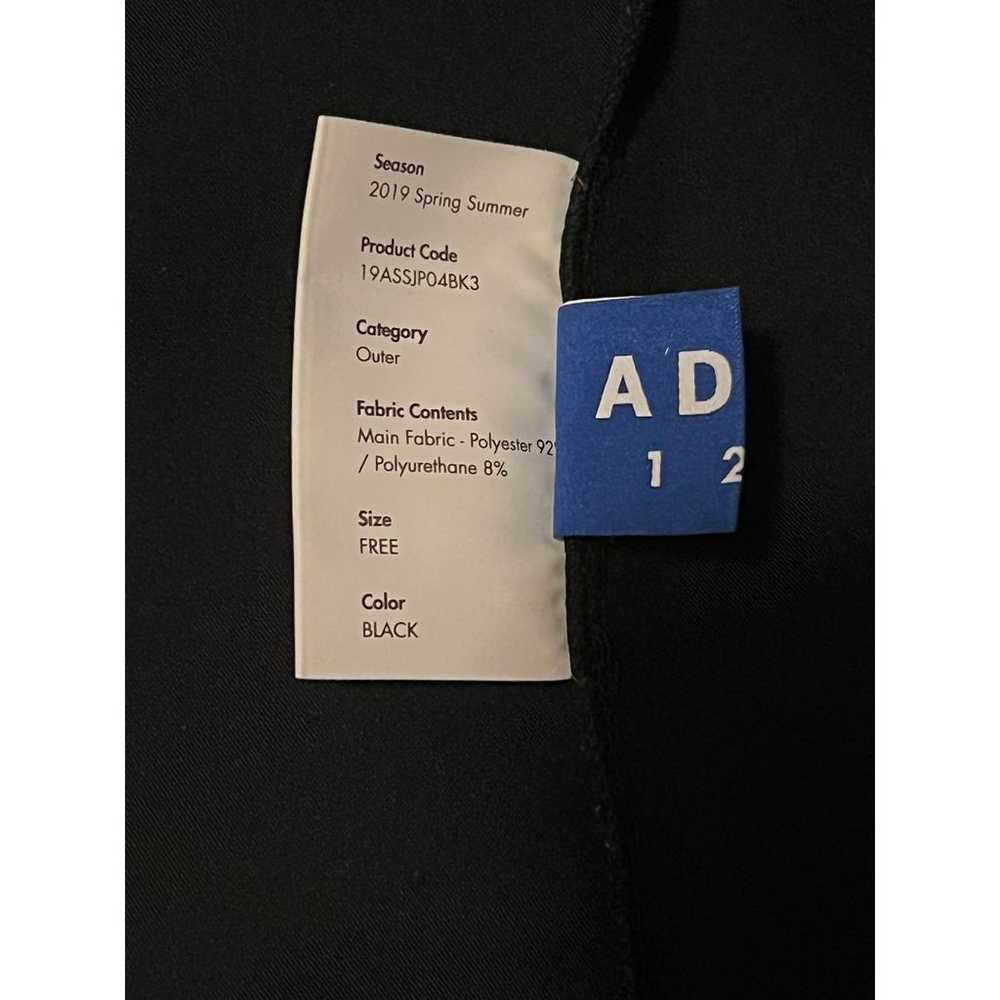 Season
2019 Spring Summer
Product Code
19ASSJP04BK3
Category
Outer
Fabric Contents
Main Fabric - Polyester 92
/ Polyurethane 8%
Size
FREE
Color
BLACK
AD
1 2